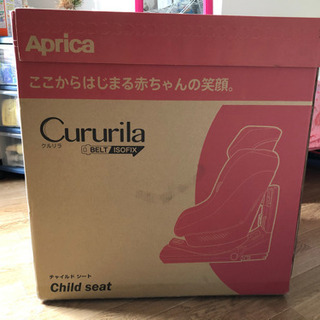 Aprica
ここからはじまる赤ちゃんの笑顔。
Cururila
クルリラ
BELT ISOFIX
チャイルド シート
Child seat